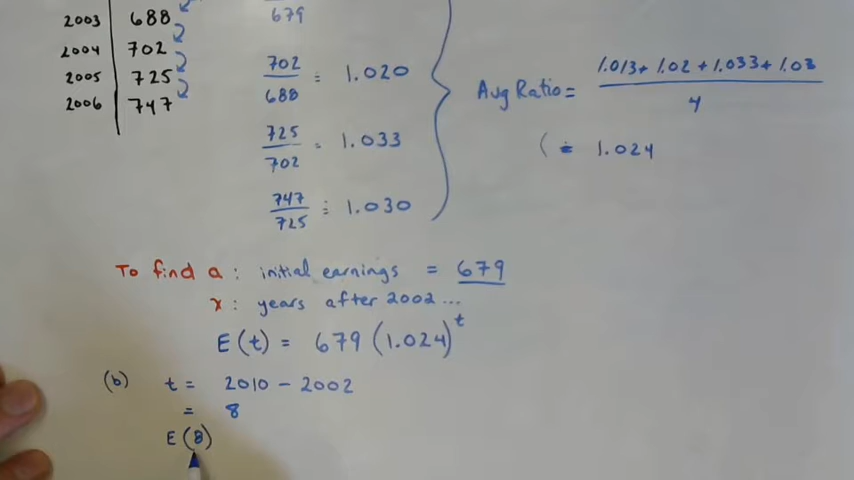 2003 688
679
2004 702
702
688 ≐ 1.020
2005 725
2006 747
Avg Ratio = 1.013 + 1.02 + 1.033 + 1.03
4
725
702 = 1.033
( ≐ 1.024
747
725 ≐ 1.030
To find a: initial earnings = 679
x: years after 2002...
E(t) = 679(1.024)^t
(b) t = 2010 - 2002
= 8
E(8)